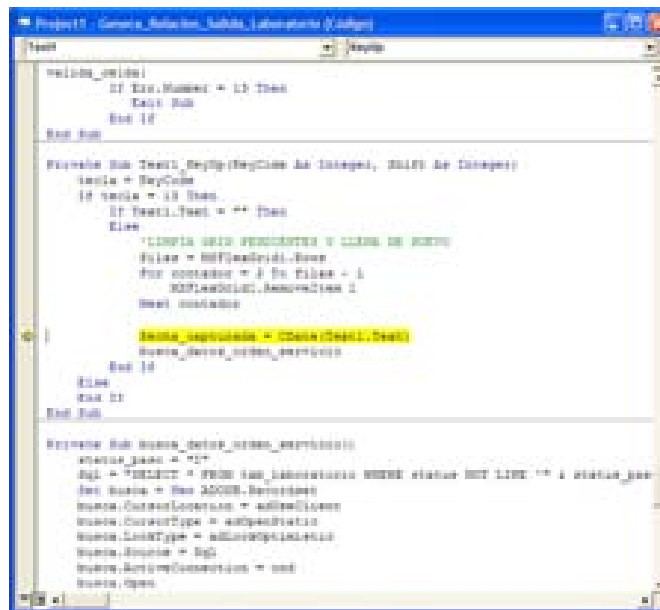 Project1 - Genera_Relacion_Salida_Laboratorio (Código)
Text1 KeyUp
If Err.Number = 13 Then
Exit Sub
End If
End Sub
Private Sub Text1_KeyUp(KeyCode As Integer, Shift As Integer)
tecla = KeyCode
If tecla = 13 Then
If Text1.Text = "" Then
Else
'LIMPIA GRID PENDIENTES Y LLENA DE NUEVO
filas = MSFlexGrid1.Rows
For contador = 2 To filas - 1
MSFlexGrid1.RemoveItem 1
Next contador
fecha_capturada = CDate(Text1.Text)
busca_datos_orden_servicio
End If
Else
End If
End Sub
Private Sub busca_datos_orden_servicio()
status_paso =
Sql = "SELECT * FROM tab_laboratorio WHERE status NOT LIKE '" & status_pas
Set busca = New ADODB.Recordset
busca.CursorLocation = adUseClient
busca.CursorType = adOpenStatic
busca.LockType = adLockOptimistic
busca.Source = Sql
busca.ActiveConnection = cnd
busca.Open